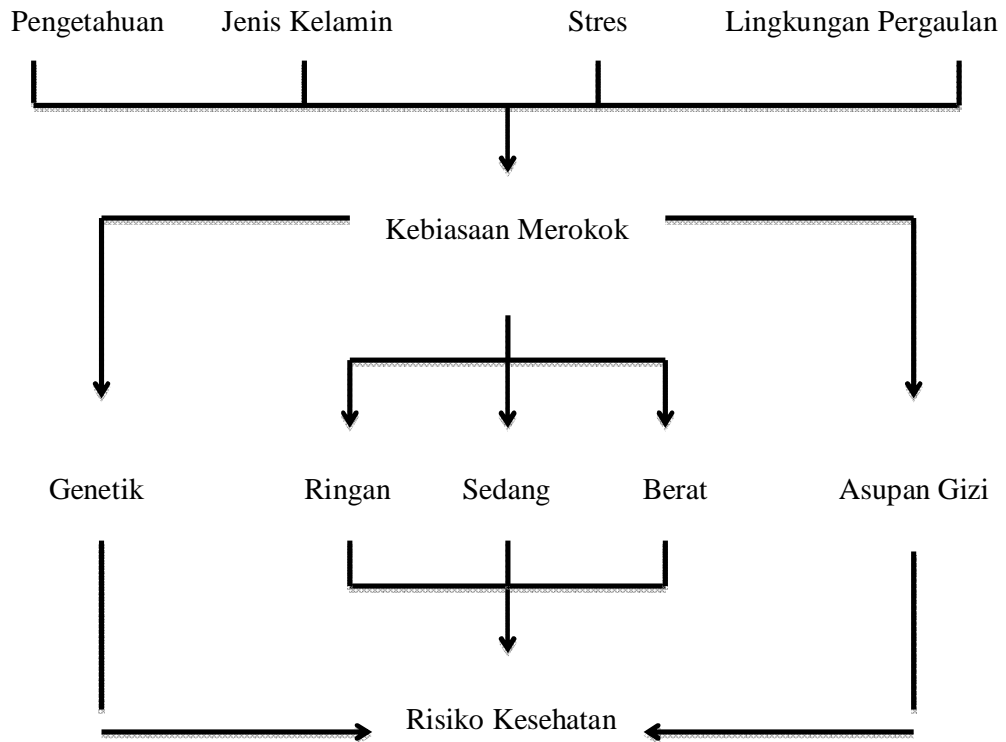 Pengetahuan Jenis Kelamin Stres Lingkungan Pergaulan
Kebiasaan Merokok
Genetik Ringan Sedang Berat Asupan Gizi
Risiko Kesehatan